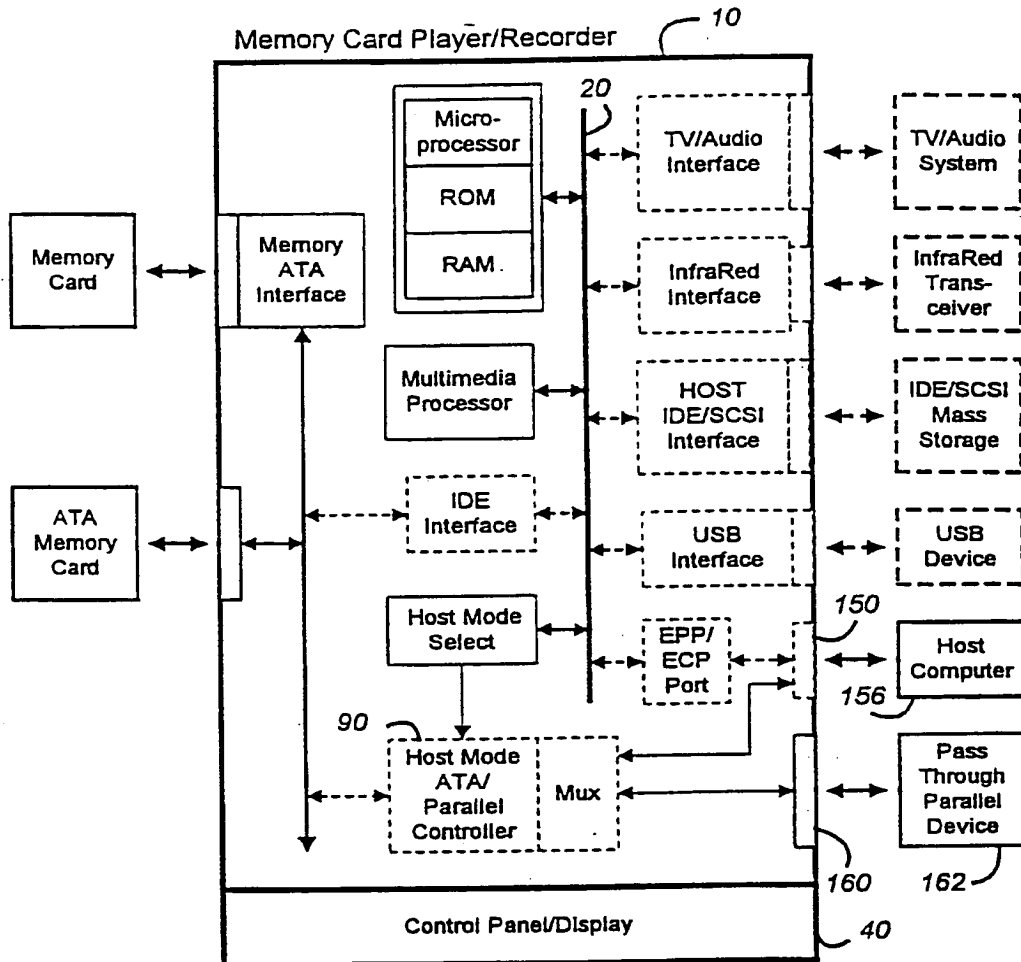 10
Memory Card Player/Recorder
20
Micro-
processor
ROM
RAM
TV/Audio
Interface
TV/Audio
System
Memory
Card
Memory
ATA
Interface
InfraRed
Interface
InfraRed
Trans-
ceiver
Multimedia
Processor
HOST
IDE/SCSI
Interface
IDE/SCSI
Mass
Storage
ATA
Memory
Card
IDE
Interface
USB
Interface
USB
Device
Host Mode
Select
EPP/
ECP
Port
150
Host
Computer
156
90
Host Mode
ATA/
Parallel
Controller
Mux
Pass
Through
Parallel
Device
160
162
Control Panel/Display
40